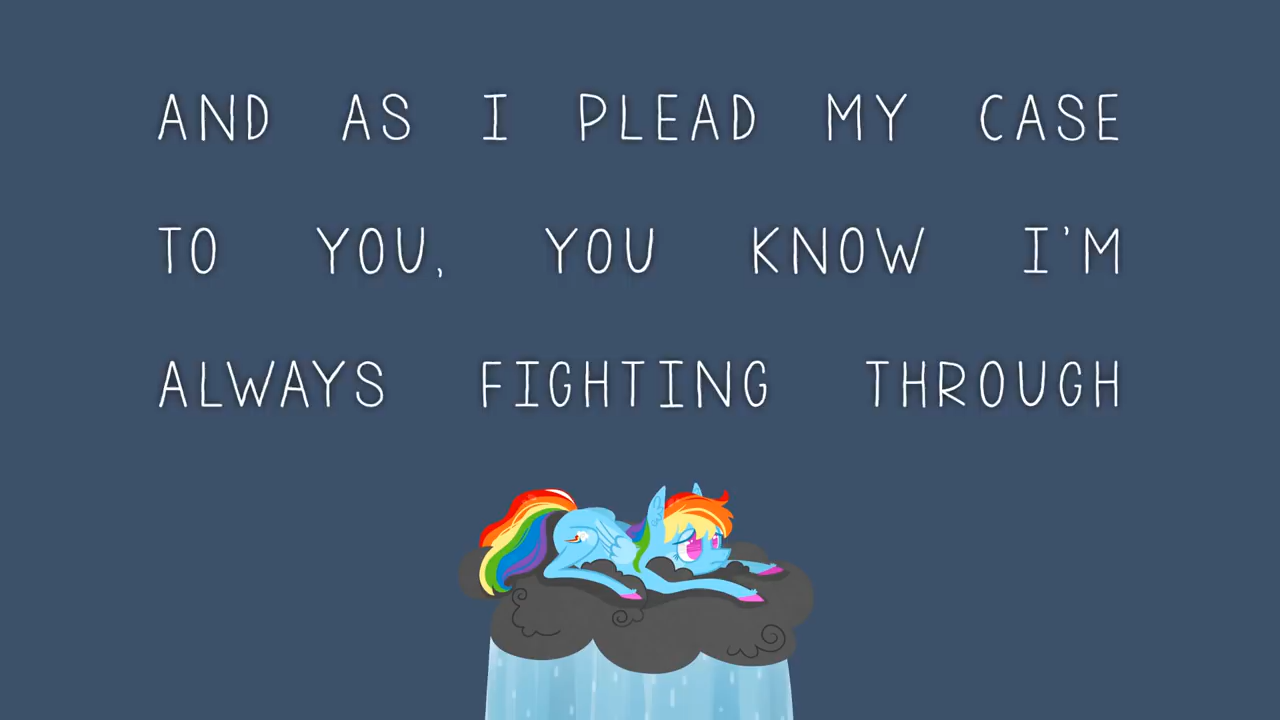 AND AS I PLEAD MY CASE
TO YOU, YOU KNOW I'M
ALWAYS FIGHTING THROUGH